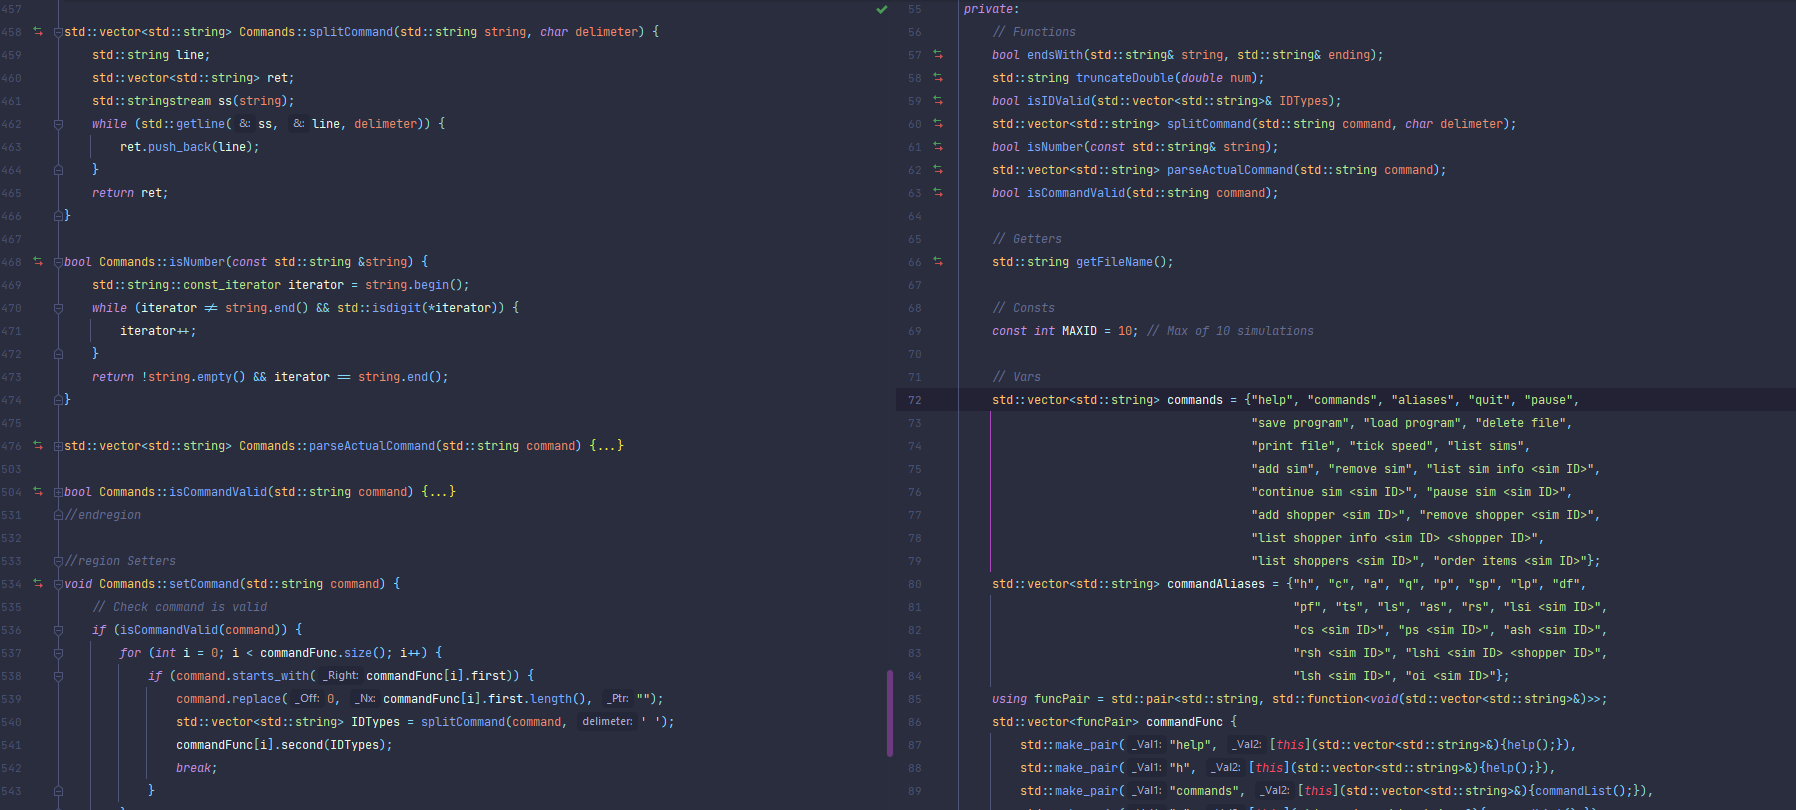 457
458 std::vector<std::string> Commands::splitCommand(std::string string, char delimeter) {
459 std::string line;
460 std::vector<std::string> ret;
461 std::stringstream ss(string);
462 while (std::getline( &: ss, &: line, delimeter)) {
463 ret.push_back(line);
464 }
465 return ret;
466 }
467
468 bool Commands::isNumber(const std::string &string) {
469 std::string::const_iterator iterator = string.begin();
470 while (iterator != string.end() && std::isdigit(*iterator)) {
471 iterator++;
472 }
473 return !string.empty() && iterator == string.end();
474 }
475
476 std::vector<std::string> Commands::parseActualCommand(std::string command) {...}
503
504 bool Commands::isCommandValid(std::string command) {...}
531 //endregion
532
533 //region Setters
534 void Commands::setCommand(std::string command) {
535 // Check command is valid
536 if (isCommandValid(command)) {
537 for (int i = 0; i < commandFunc.size(); i++) {
538 if (command.starts_with( _Right: commandFunc[i].first)) {
539 command.replace( _Off: 0, _Nx: commandFunc[i].first.length(), _Ptr: "");
540 std::vector<std::string> IDTypes = splitCommand(command, delimeter: ' ');
541 commandFunc[i].second(IDTypes);
542 break;
543 }
55 private:
56 // Functions
57 bool endsWith(std::string& string, std::string& ending);
58 std::string truncateDouble(double num);
59 bool isIDValid(std::vector<std::string>& IDTypes);
60 std::vector<std::string> splitCommand(std::string command, char delimeter);
61 bool isNumber(const std::string& string);
62 std::vector<std::string> parseActualCommand(std::string command);
63 bool isCommandValid(std::string command);
64
65 // Getters
66 std::string getFileName();
67
68 // Consts
69 const int MAXID = 10; // Max of 10 simulations
70
71 // Vars
72 std::vector<std::string> commands = {"help", "commands", "aliases", "quit", "pause",
73 "save program", "load program", "delete file",
74 "print file", "tick speed", "list sims",
75 "add sim", "remove sim", "list sim info <sim ID>",
76 "continue sim <sim ID>", "pause sim <sim ID>",
77 "add shopper <sim ID>", "remove shopper <sim ID>",
78 "list shopper info <sim ID> <shopper ID>",
79 "list shoppers <sim ID>", "order items <sim ID>"};
80 std::vector<std::string> commandAliases = {"h", "c", "a", "q", "p", "sp", "lp", "df",
81 "pf", "ts", "ls", "as", "rs", "lsi <sim ID>",
82 "cs <sim ID>", "ps <sim ID>", "ash <sim ID>",
83 "rsh <sim ID>", "lshi <sim ID> <shopper ID>",
84 "lsh <sim ID>", "oi <sim ID>"};
85 using funcPair = std::pair<std::string, std::function<void(std::vector<std::string>&)>>;
86 std::vector<funcPair> commandFunc {
87 std::make_pair( _Val1: "help", _Val2: [this](std::vector<std::string>&){help();}),
88 std::make_pair( _Val1: "h", _Val2: [this](std::vector<std::string>&){help();}),
89 std::make_pair( _Val1: "commands", _Val2: [this](std::vector<std::string>&){commandList();}),